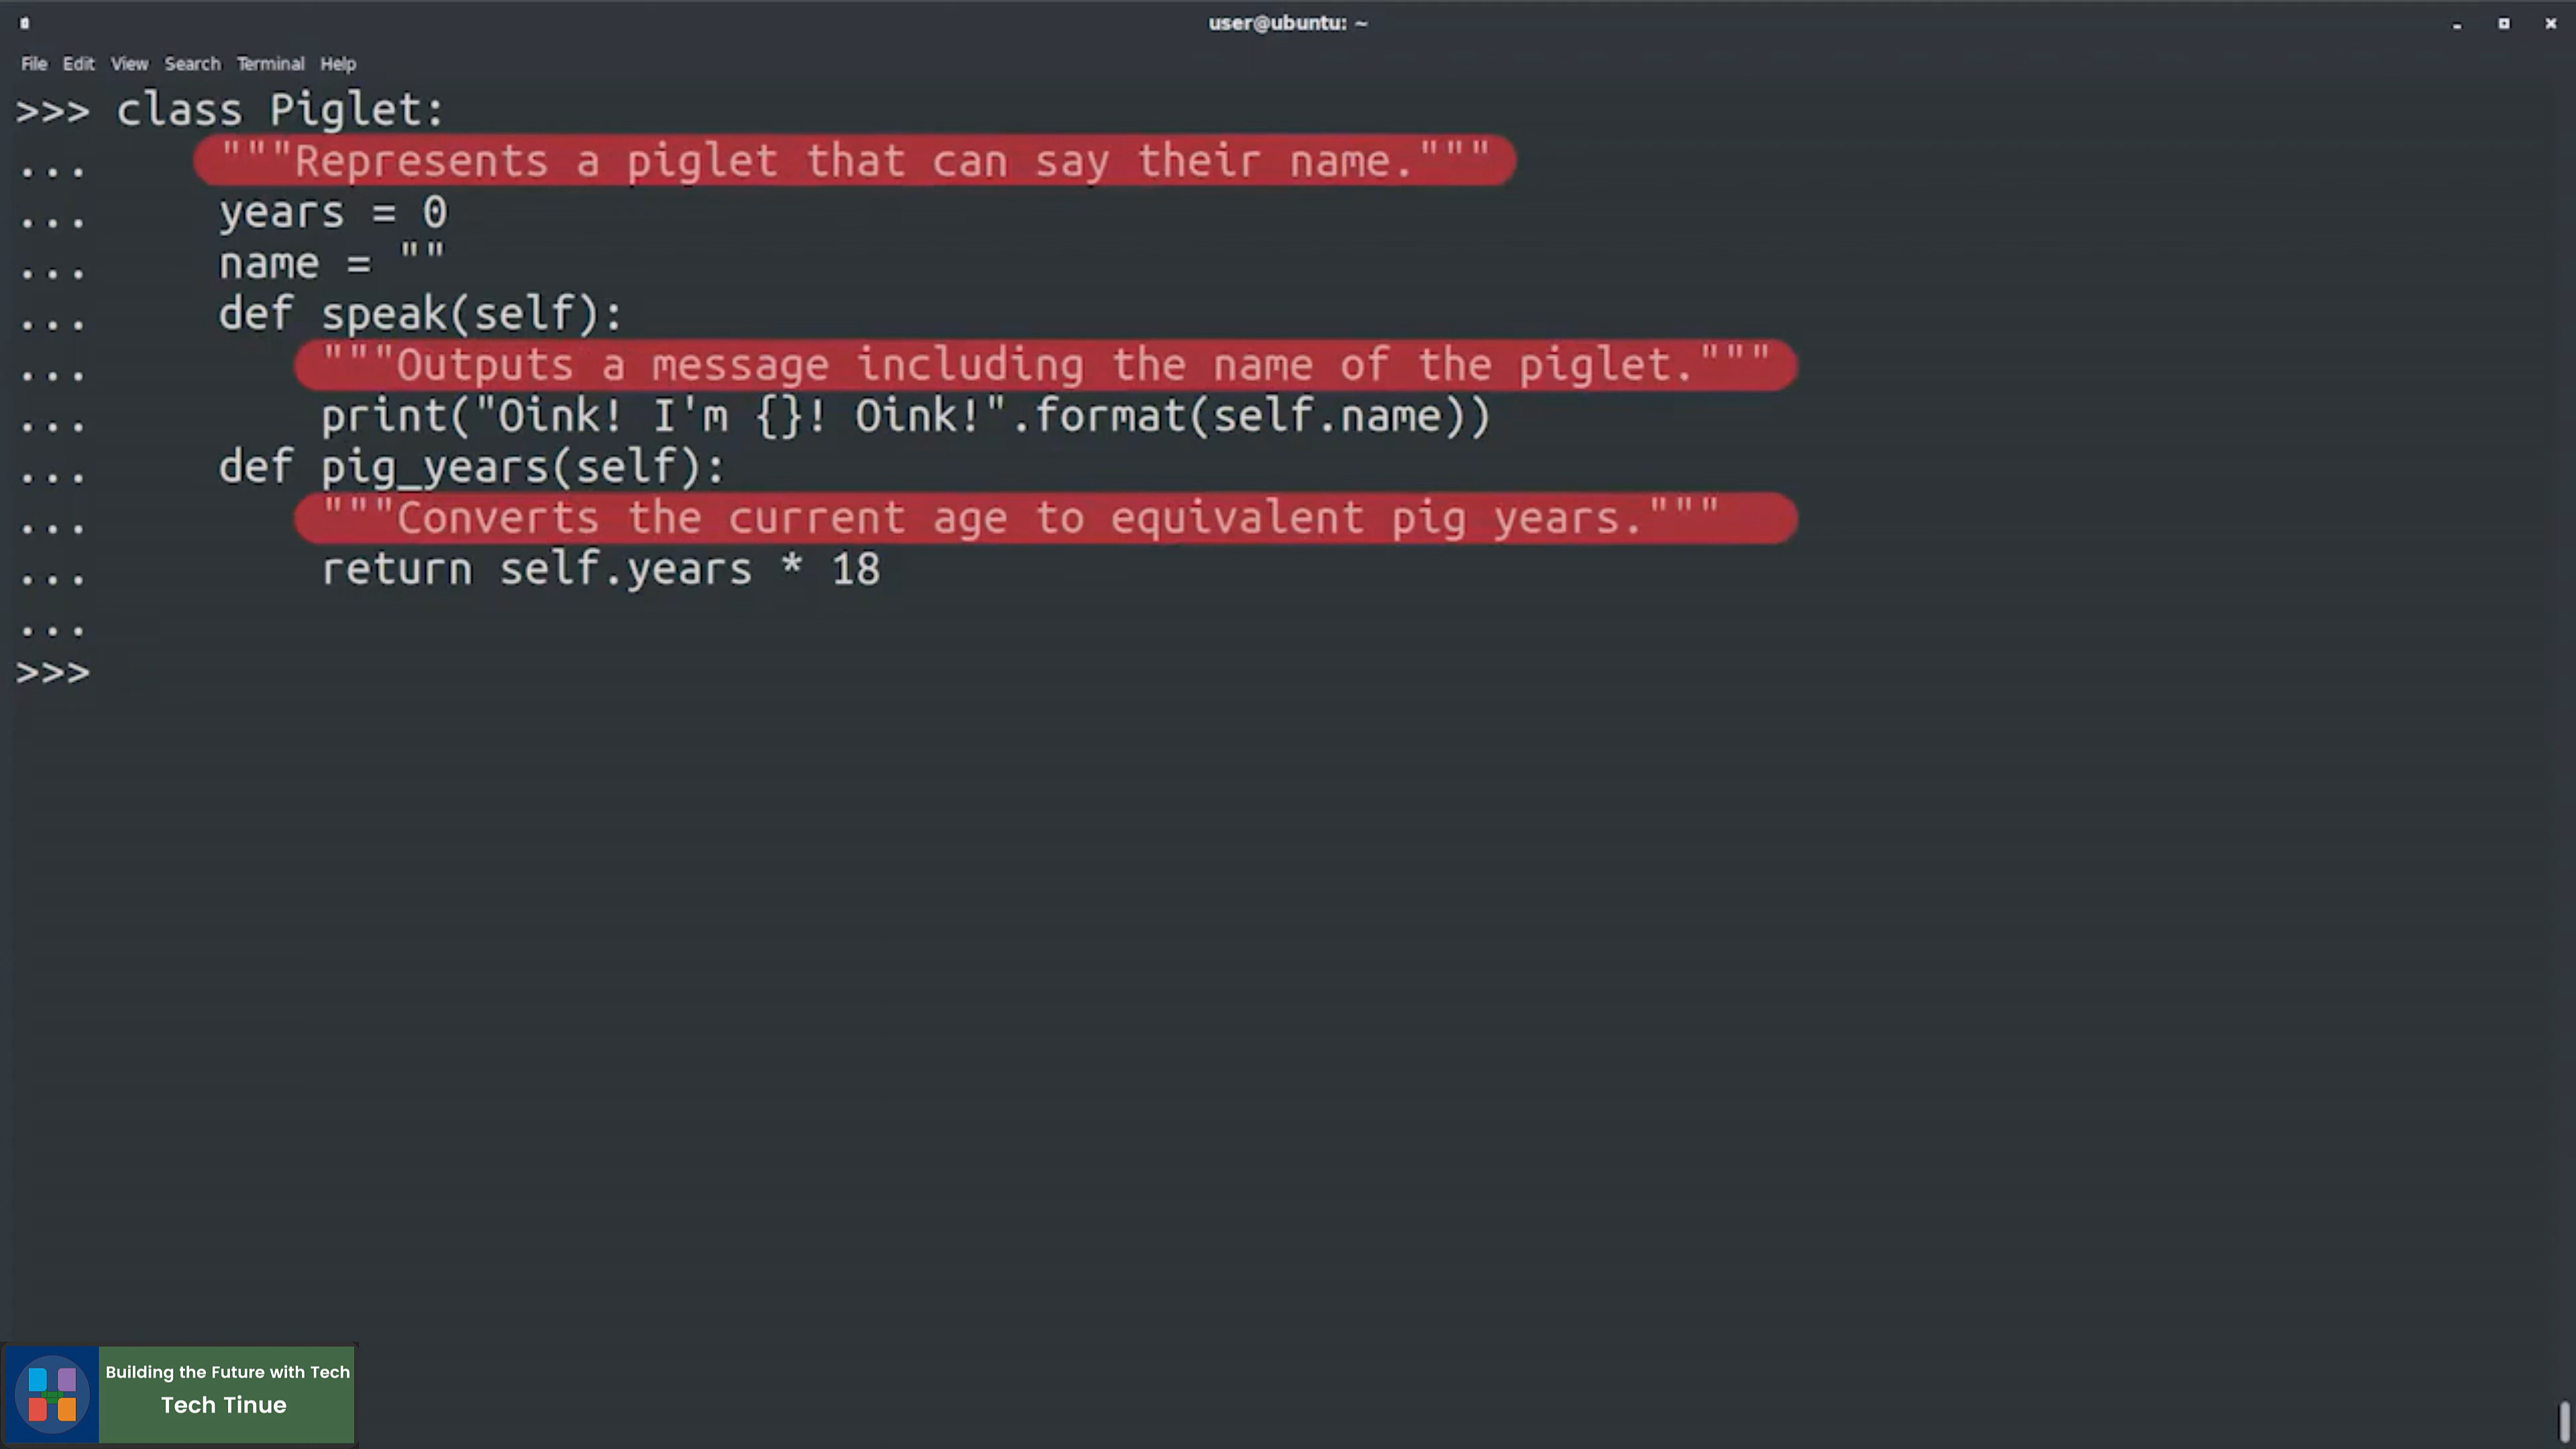 user@ubuntu: ~
File Edit View Search Terminal Help
>>> class Piglet:
...     """Represents a piglet that can say their name."""
...     years = 0
...     name = ""
...     def speak(self):
...         """Outputs a message including the name of the piglet."""
...         print("Oink! I'm {}! Oink!".format(self.name))
...     def pig_years(self):
...         """Converts the current age to equivalent pig years."""
...         return self.years * 18
...
>>>
Building the Future with Tech
Tech Tinue